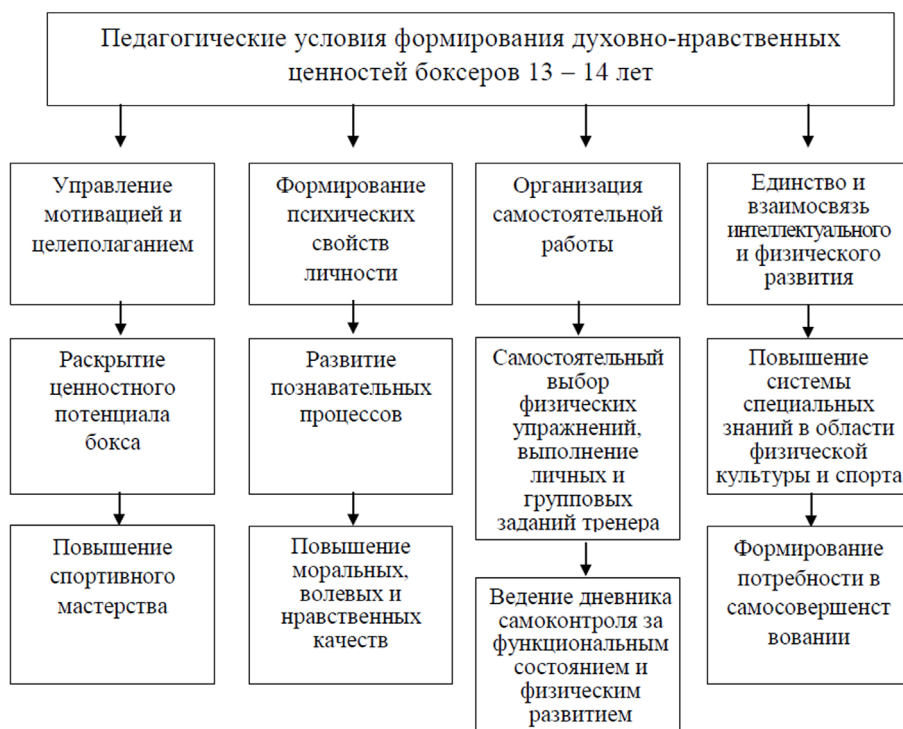 Педагогические условия формирования духовно-нравственных
ценностей боксеров 13 – 14 лет
Управление
мотивацией и
целеполаганием
Формирование
психических
свойств
личности
Организация
самостоятельной
работы
Единство и
взаимосвязь
интеллектуального
и физического
развития
Раскрытие
ценностного
потенциала
бокса
Развитие
познавательных
процессов
Самостоятельный
выбор
физических
упражнений,
выполнение
личных и
групповых
заданий тренера
Повышение
системы
специальных
знаний в области
физической
культуры и спорта
Повышение
спортивного
мастерства
Повышение
моральных,
волевых и
нравственных
качеств
Ведение дневника
самоконтроля за
функциональным
состоянием и
физическим
развитием
Формирование
потребности в
самосовершенст
вовании